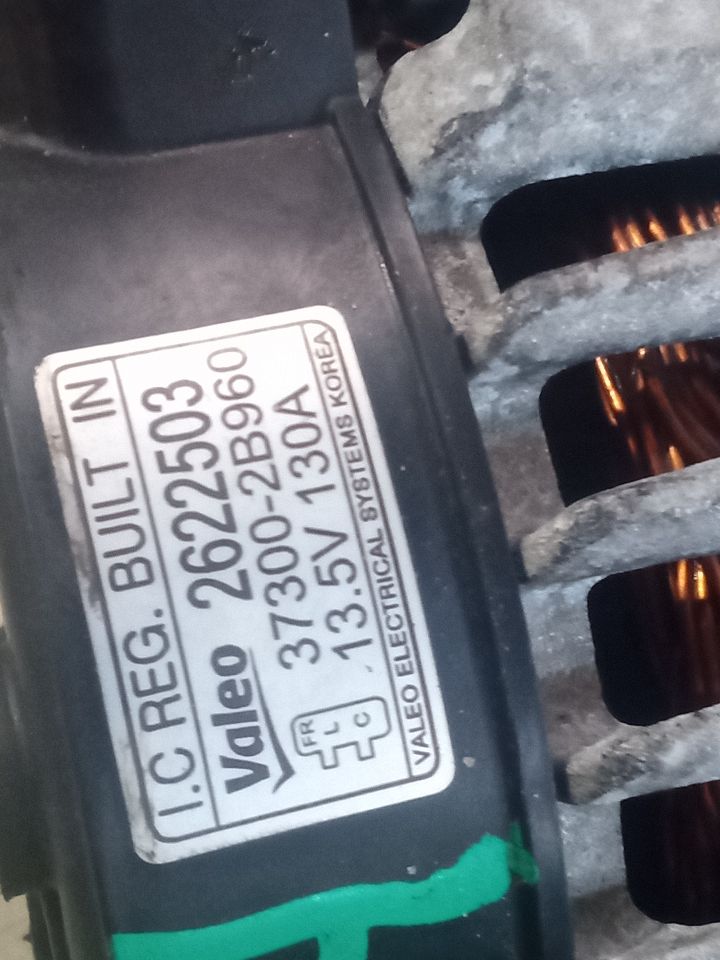 I.C REG. BUILT IN
Valeo 2622503
37300-2B960
13.5V 130A
FR
L
C
VALEO ELECTRICAL SYSTEMS KOREA